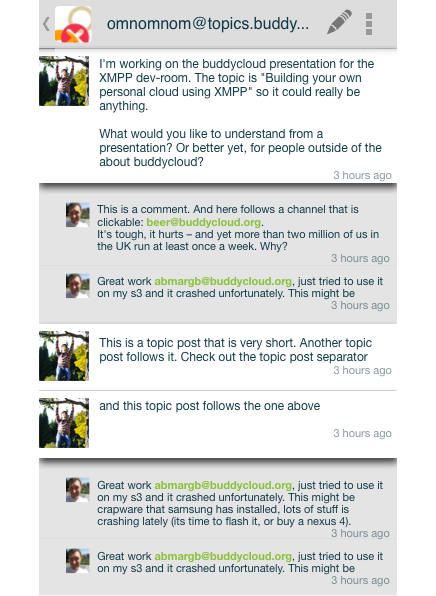 omnomnom@topics.buddy...
I'm working on the buddycloud presentation for the
XMPP dev-room. The topic is "Building your own
personal cloud using XMPP" so it could really be
anything.
What would you like to understand from a
presentation? Or better yet, for people outside of the
about buddycloud?
3 hours ago
This is a comment. And here follows a channel that is
clickable: beer@buddycloud.org.
It's tough, it hurts – and yet more than two million of us in
the UK run at least once a week. Why?
3 hours ago
Great work abmargb@buddycloud.org, just tried to use it
on my s3 and it crashed unfortunately. This might be
3 hours ago
This is a topic post that is very short. Another topic
post follows it. Check out the topic post separator
3 hours ago
and this topic post follows the one above
3 hours ago
Great work abmargb@buddycloud.org, just tried to use it
on my s3 and it crashed unfortunately. This might be
crapware that samsung has installed, lots of stuff is
crashing lately (its time to flash it, or buy a nexus 4).
3 hours ago
Great work abmargb@buddycloud.org, just tried to use it
on my s3 and it crashed unfortunately. This might be
3 hours ago